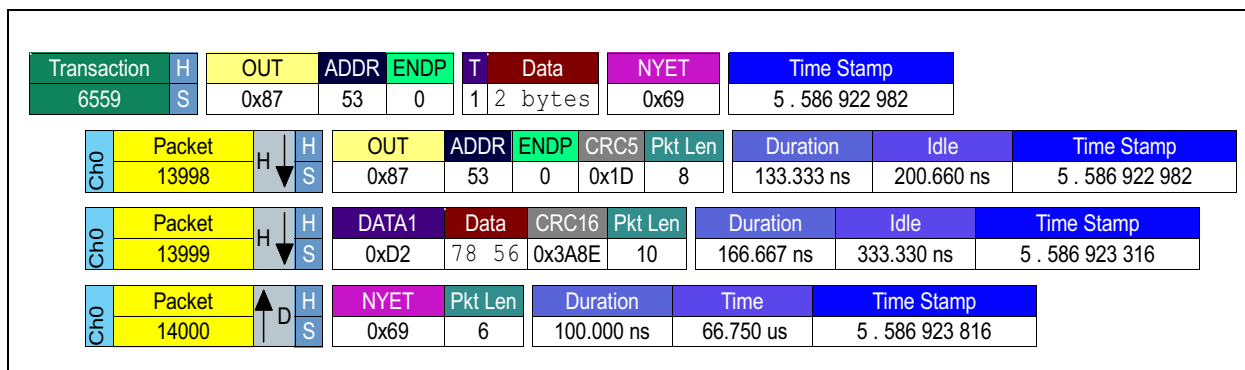 Transaction H OUT ADDR ENDP T Data NYET Time Stamp
6559 S 0x87 53 0 1 2 bytes 0x69 5 . 586 922 982
Ch0 Packet H H OUT ADDR ENDP CRC5 Pkt Len Duration Idle Time Stamp
13998 S 0x87 53 0 0x1D 8 133.333 ns 200.660 ns 5 . 586 922 982
Ch0 Packet H H DATA1 Data CRC16 Pkt Len Duration Idle Time Stamp
13999 S 0xD2 78 56 0x3A8E 10 166.667 ns 333.330 ns 5 . 586 923 316
Ch0 Packet D H NYET Pkt Len Duration Time Time Stamp
14000 S 0x69 6 100.000 ns 66.750 us 5 . 586 923 816